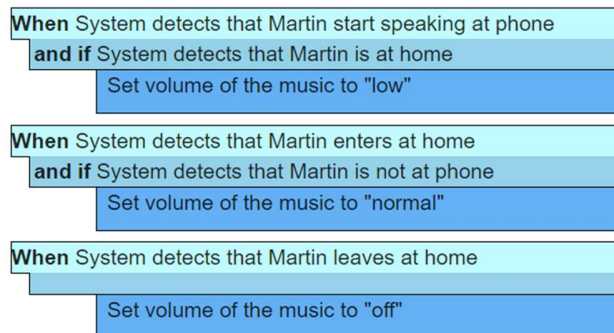 When System detects that Martin start speaking at phone
and if System detects that Martin is at home
Set volume of the music to "low"
When System detects that Martin enters at home
and if System detects that Martin is not at phone
Set volume of the music to "normal"
When System detects that Martin leaves at home
Set volume of the music to "off"